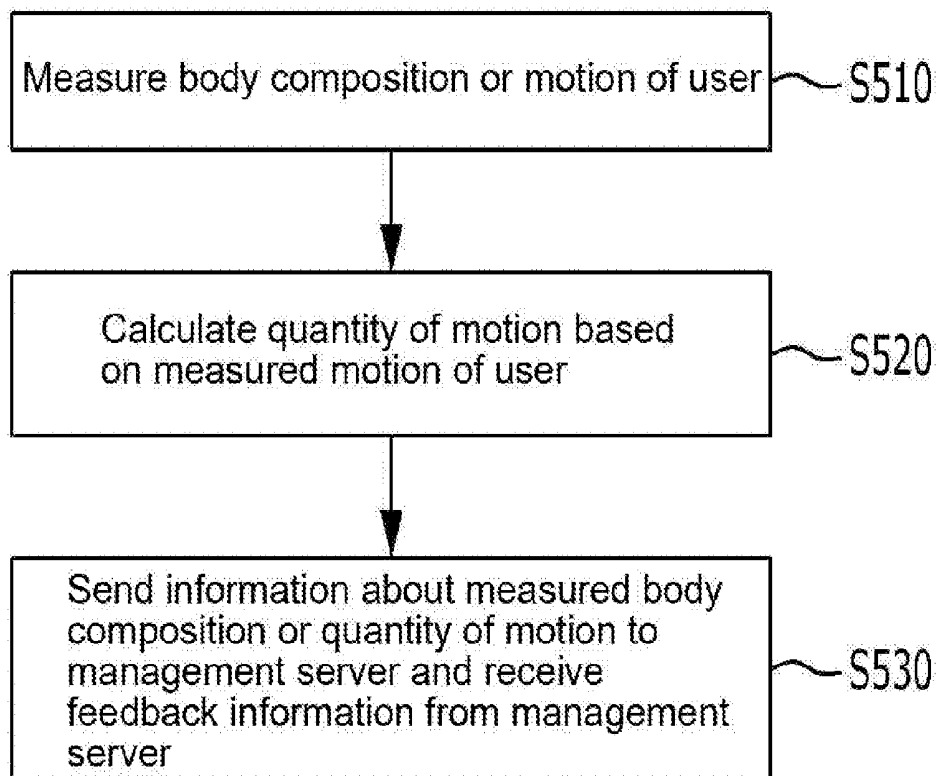 Measure body composition or motion of user
S510
Calculate quantity of motion based
on measured motion of user
S520
Send information about measured body
composition or quantity of motion to
management server and receive
feedback information from management
server
S530